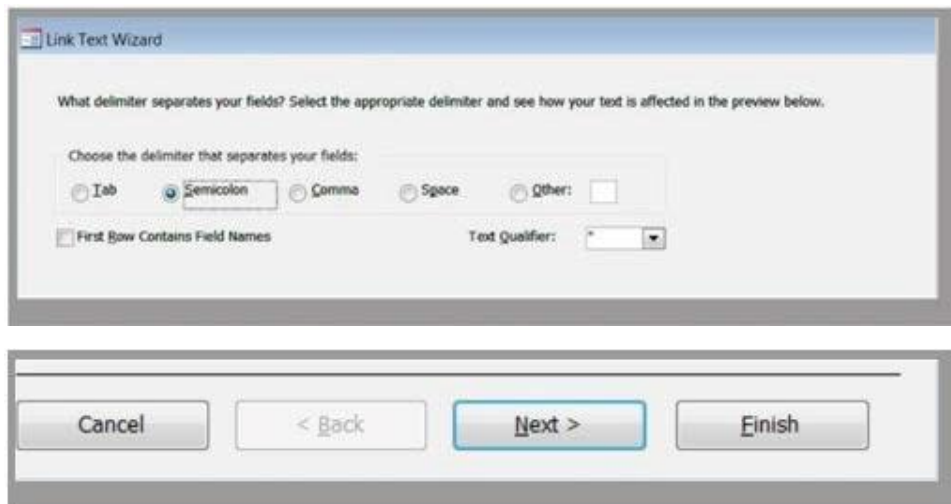 Link Text Wizard
What delimiter separates your fields? Select the appropriate delimiter and see how your text is affected in the preview below.
Choose the delimiter that separates your fields:
Tab Semicolon Comma Space Other:
First Row Contains Field Names Text Qualifier: "
Cancel < Back Next > Finish